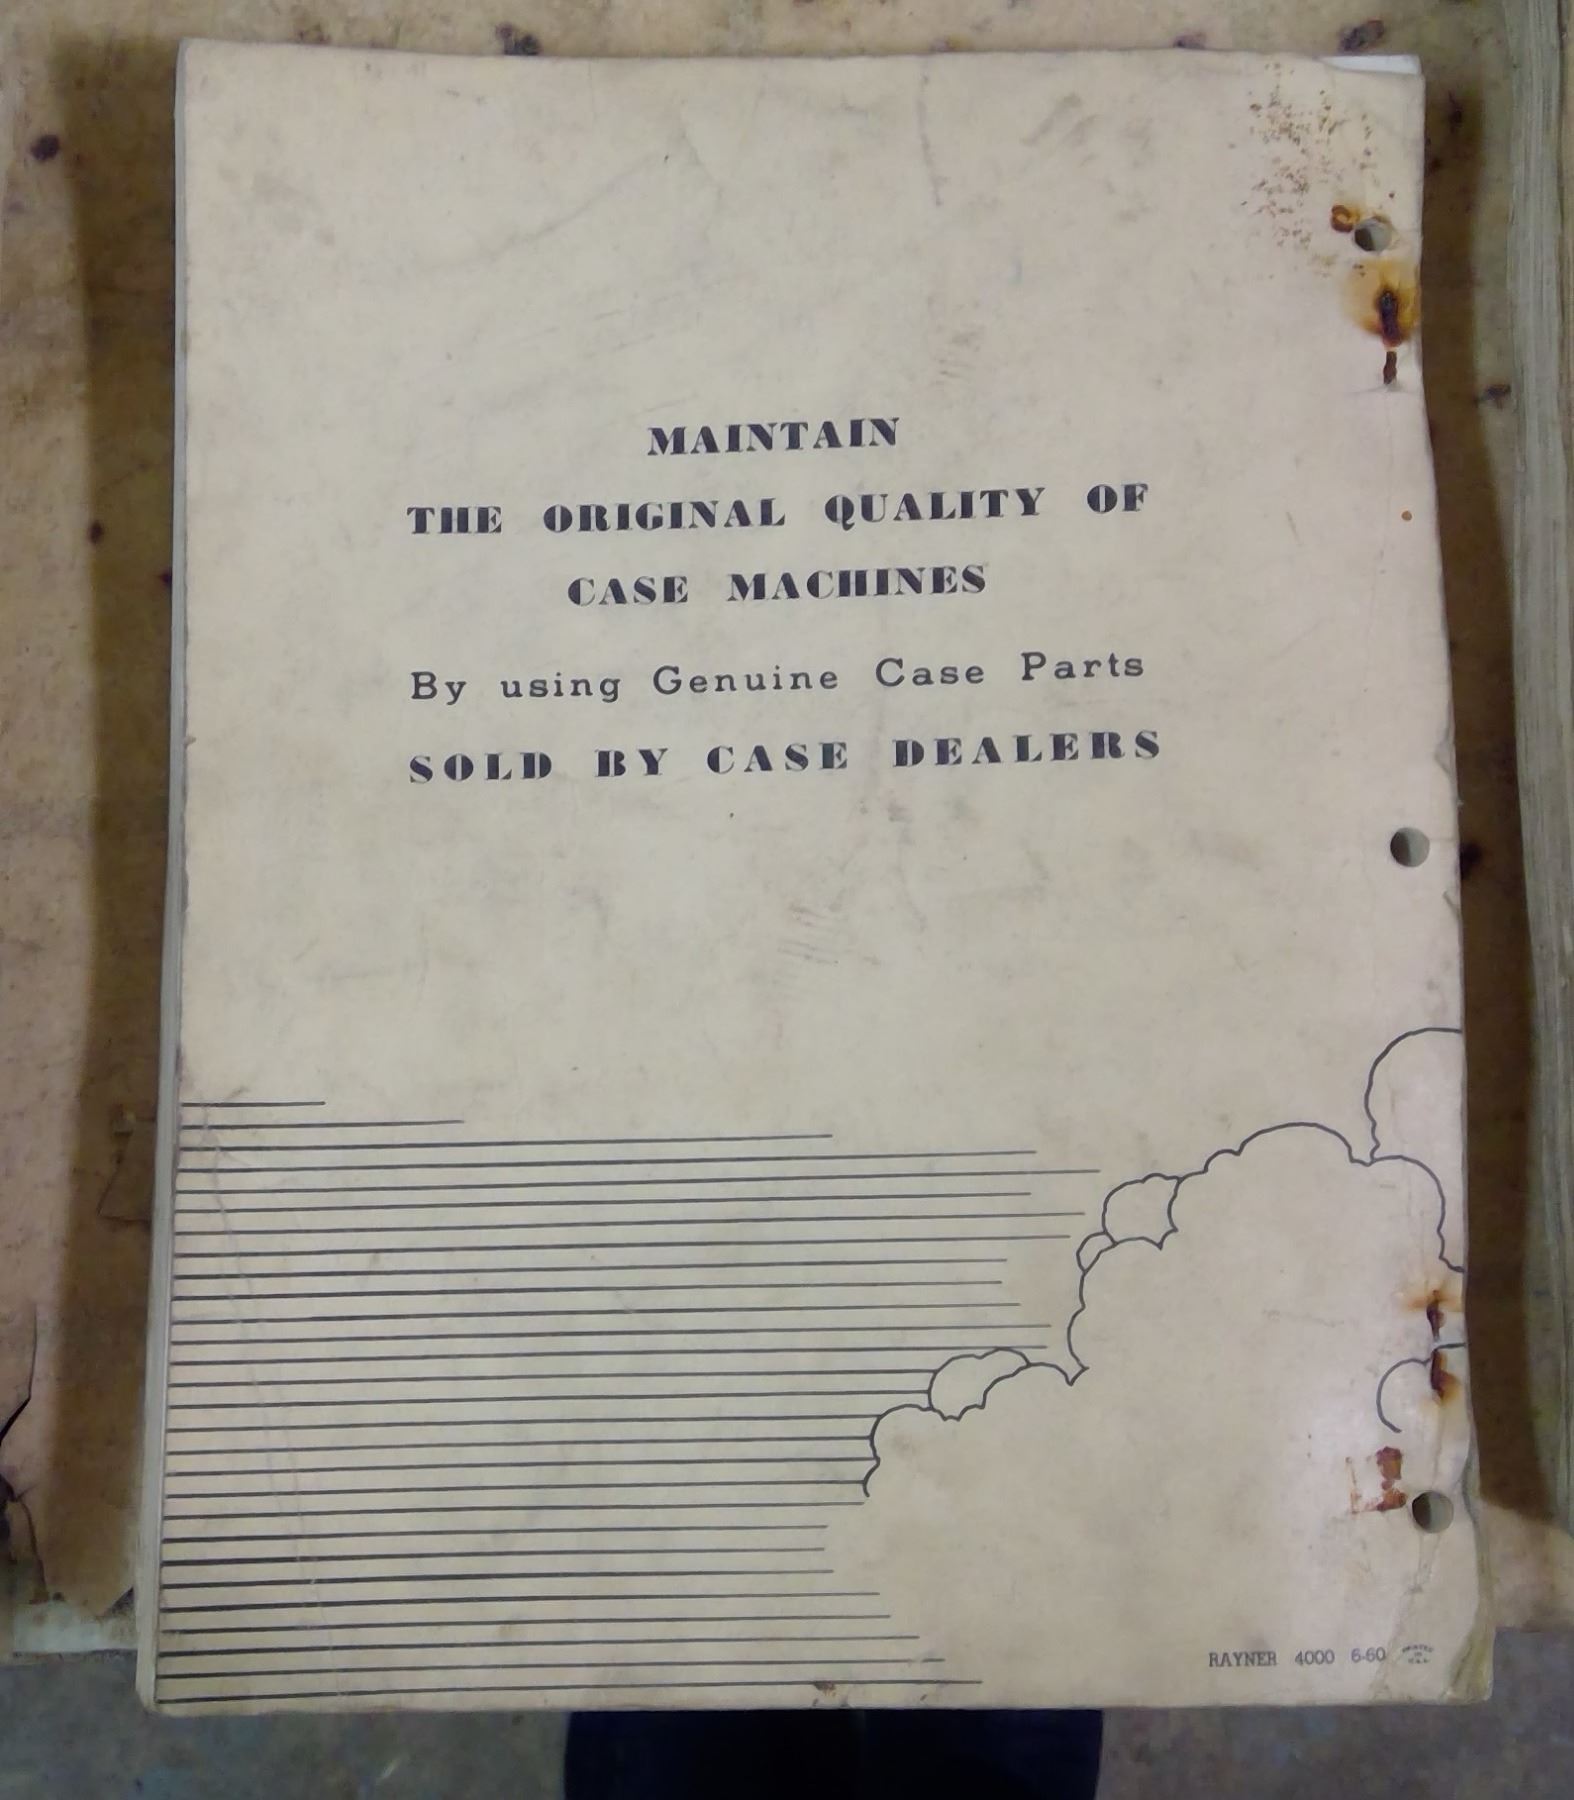 MAINTAIN
THE ORIGINAL QUALITY OF
CASE MACHINES
By using Genuine Case Parts
SOLD BY CASE DEALERS
RAYNER 4000 6-60